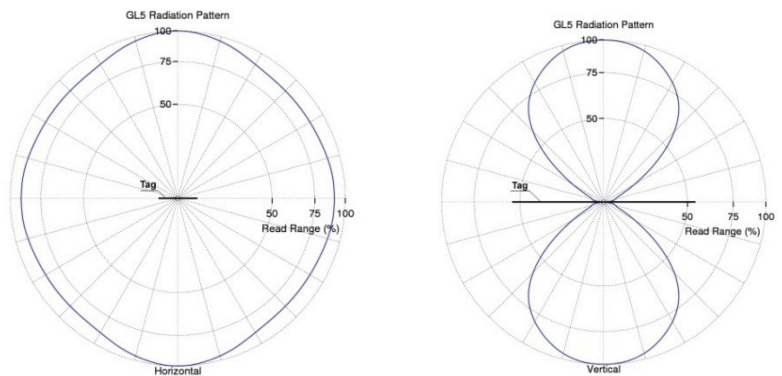 GL5 Radiation Pattern
100
75
50
Tag
50 75 100
Read Range (%)
Horizontal
GL5 Radiation Pattern
100
75
50
Tag
50 75 100
Read Range (%)
Vertical